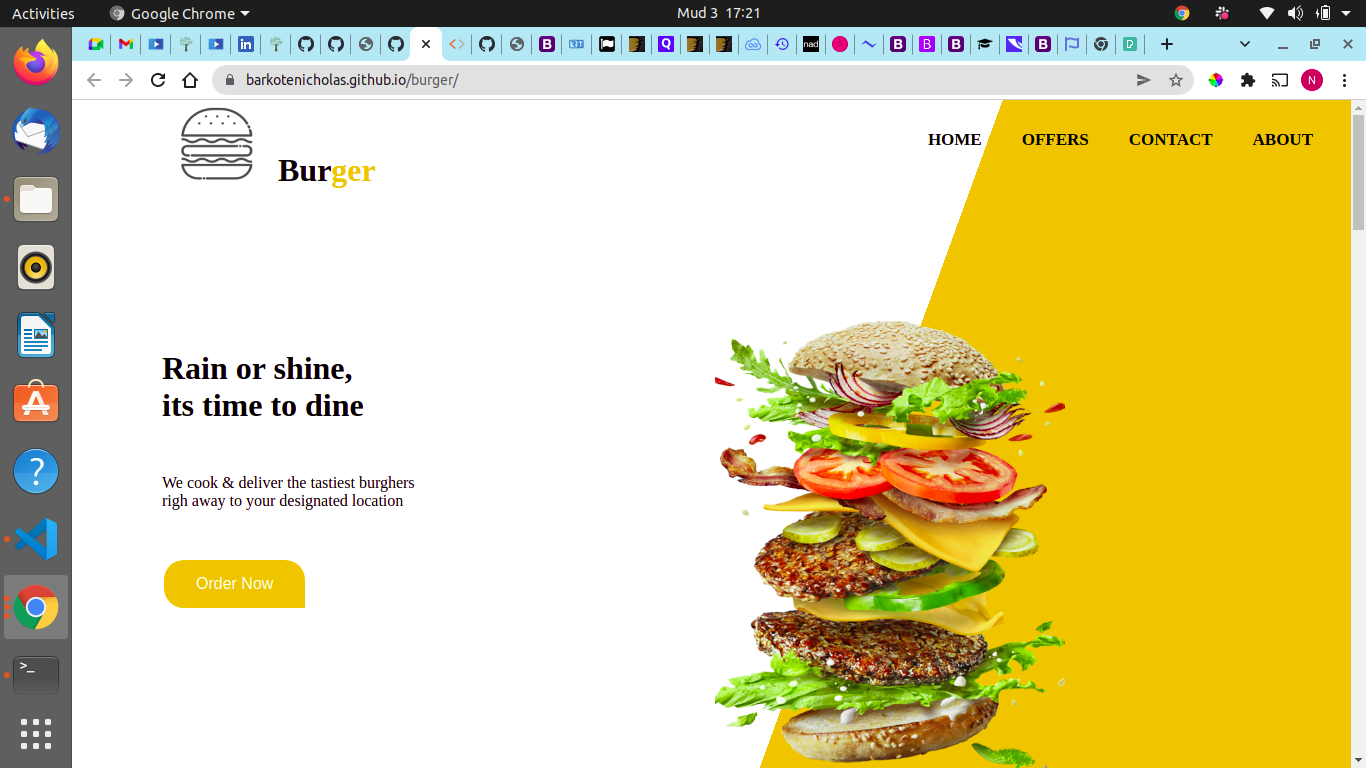 Activities
Google Chrome
Mud 3 17:21
barkotenicholas.github.io/burger/
N
Burger
HOME OFFERS CONTACT ABOUT
Rain or shine,
its time to dine
We cook & deliver the tastiest burghers
righ away to your designated location
Order Now